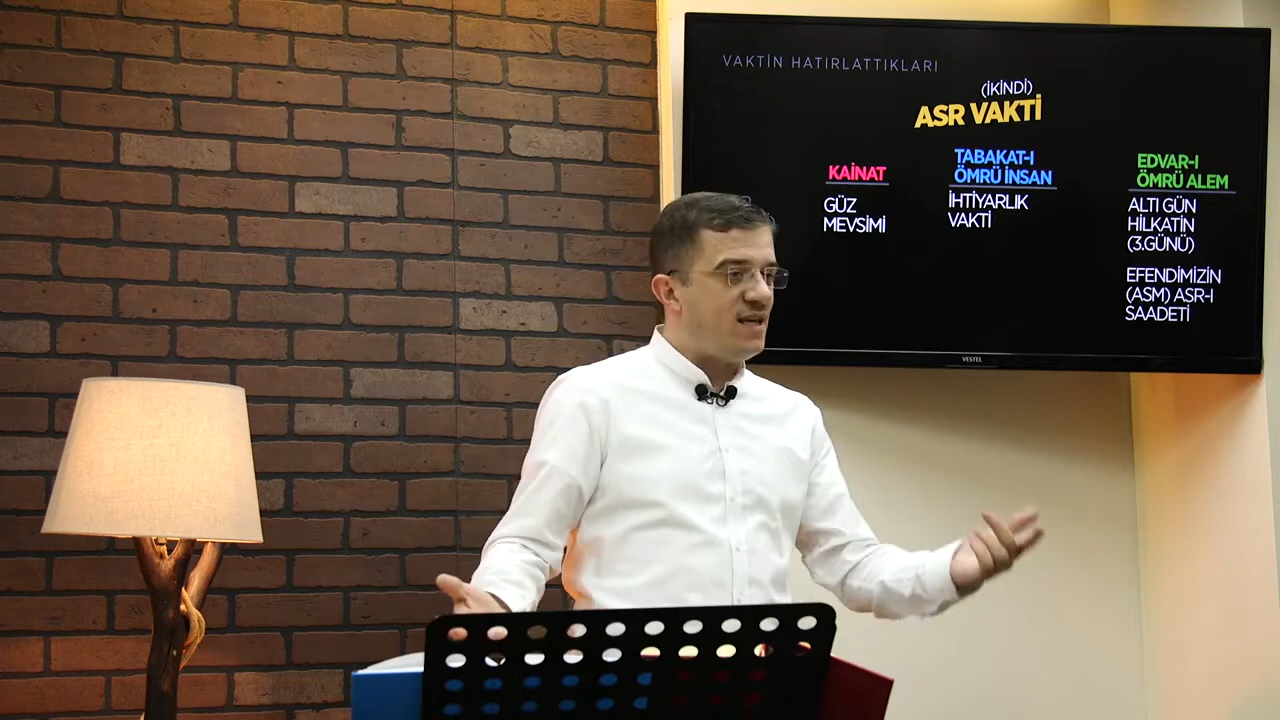 VAKTİN HATIRLATTIKLARI
(İKİNDİ)
ASR VAKTİ
KAİNAT
GÜZ
MEVSİMİ
TABAKAT-I
ÖMRÜ İNSAN
İHTİYARLIK
VAKTİ
EDVAR-I
ÖMRÜ ALEM
ALTI GÜN
HİLKATİN
(3.GÜNÜ)
EFENDİMİZİN
(ASM) ASR-I
SAADETİ
VESTEL